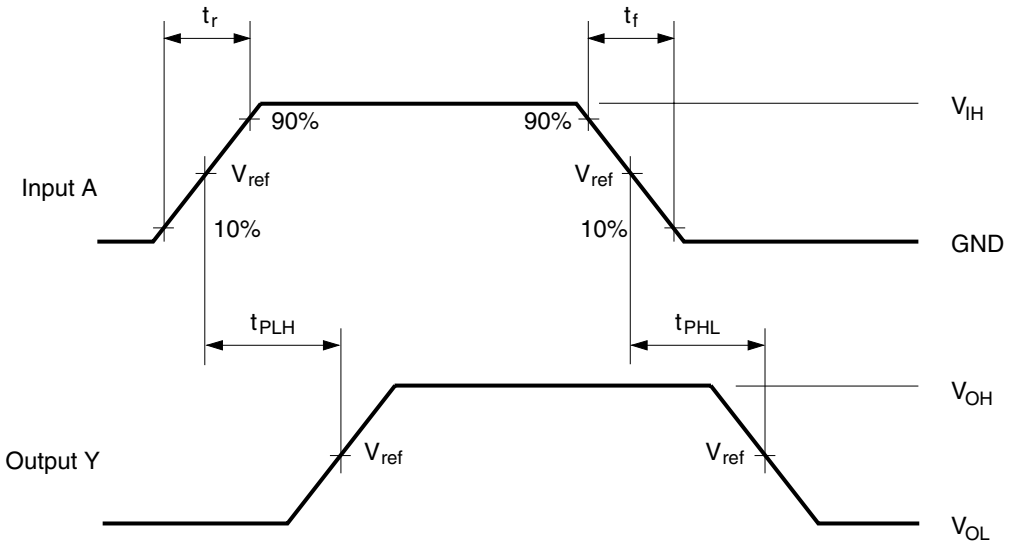 tr tf
90% 90% VIH
Input A Vref Vref
10% 10% GND
tPLH tPHL
VOH
Output Y Vref Vref
VOL